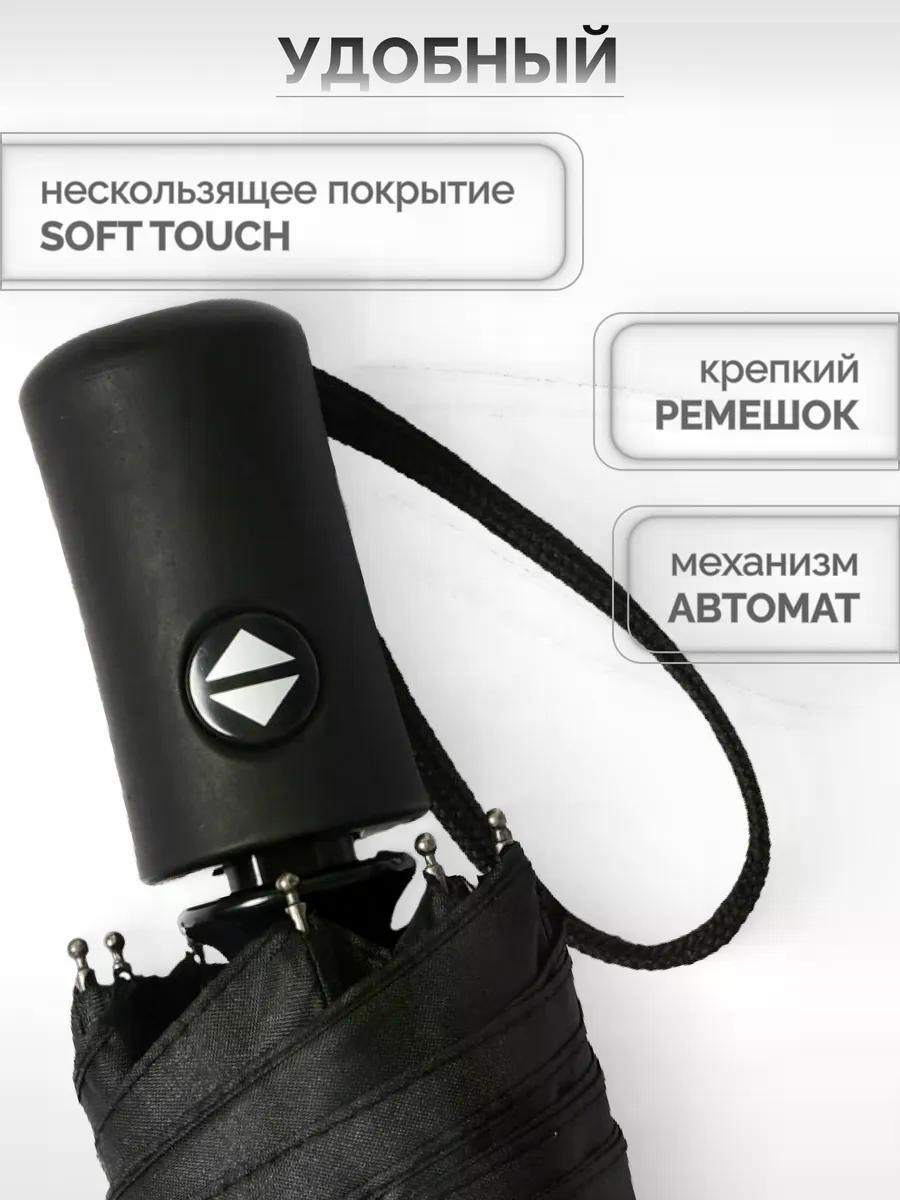 УДОБНЫЙ
нескользящее покрытие
SOFT TOUCH
крепкий
РЕМЕШОК
механизм
АВТОМАТ